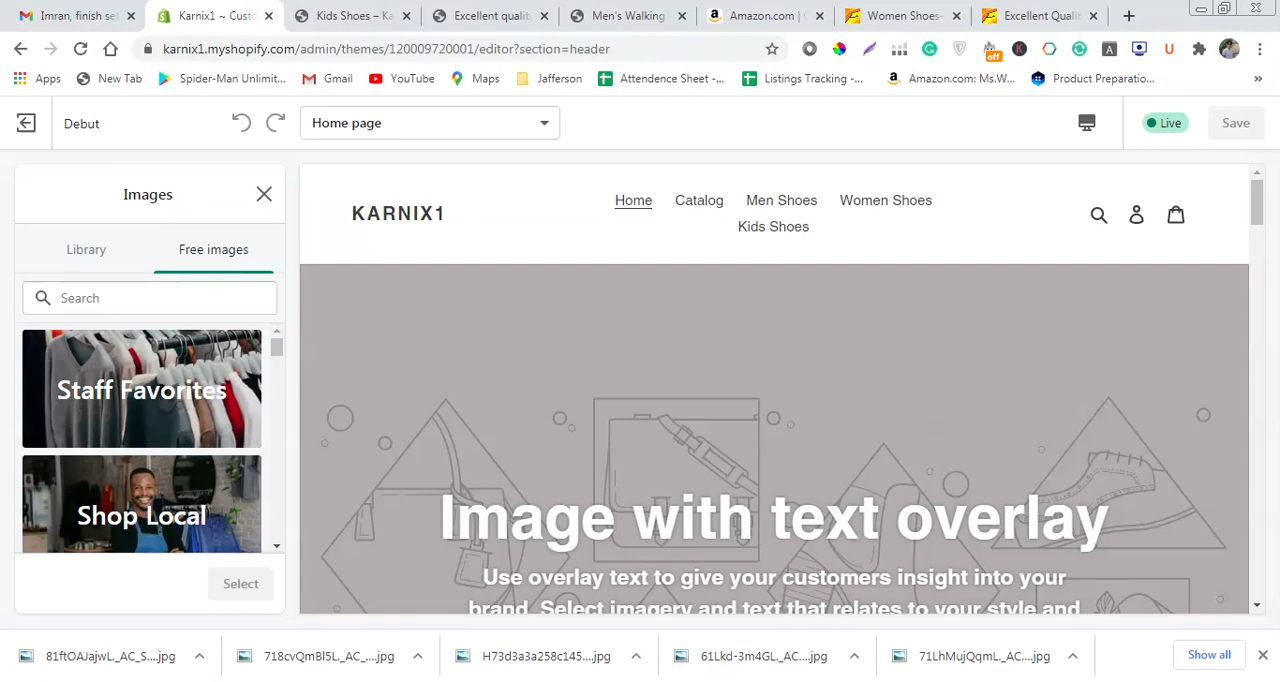 Imran, finish se
Karnix1 ~ Custo
Kids Shoes – Ka
Excellent quality
Men's Walking
Amazon.com | C
Women Shoes-
Excellent Qualit
karnix1.myshopify.com/admin/themes/120009720001/editor?section=header
off
Apps
New Tab
Spider-Man Unlimit...
Gmail
YouTube
Maps
Jafferson
Attendence Sheet -...
Listings Tracking -...
Amazon.com: Ms.W...
Product Preparatio...
»
Debut
Home page
Live
Save
Images
Library
Free images
Search
Staff Favorites
Shop Local
Select
KARNIX1
Home
Catalog
Men Shoes
Women Shoes
Kids Shoes
Image with text overlay
Use overlay text to give your customers insight into your
brand. Select imagery and text that relates to your style and
81ftOAJajwL._AC_S....jpg
718cvQmBl5L._AC_....jpg
H73d3a3a258c145....jpg
61Lkd-3m4GL._AC....jpg
71LhMujQqmL._AC....jpg
Show all